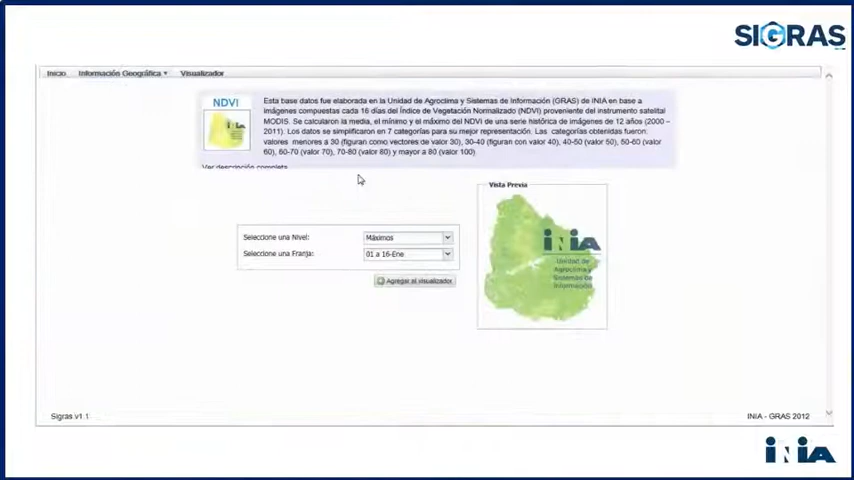 SIGRAS
Inicio Información Geográfica Visualizador
NDVI
Esta base datos fue elaborada en la Unidad de Agroclima y Sistemas de Información (GRAS) de INIA en base a
imágenes compuestas cada 16 días del Índice de Vegetación Normalizado (NDVI) proveniente del instrumento satelital
MODIS. Se calcularon la media, el mínimo y el máximo del NDVI de una serie histórica de imágenes de 12 años (2000 –
2011). Los datos se simplificaron en 7 categorías para su mejor representación. Las categorías obtenidas fueron:
valores menores a 30 (figuran como vectores de valor 30), 30-40 (figuran con valor 40), 40-50 (valor 50), 50-60 (valor
60), 60-70 (valor 70), 70-80 (valor 80) y mayor a 80 (valor 100)
Ver descripción completa
Vista Previa
Seleccione una Nivel: Máximos
Seleccione una Franja: 01 a 16-Ene
Agregar al visualizador
INIA
Unidad de
Agroclima y
Sistemas de
Información
Sigras v1.1
INIA - GRAS 2012
INIA